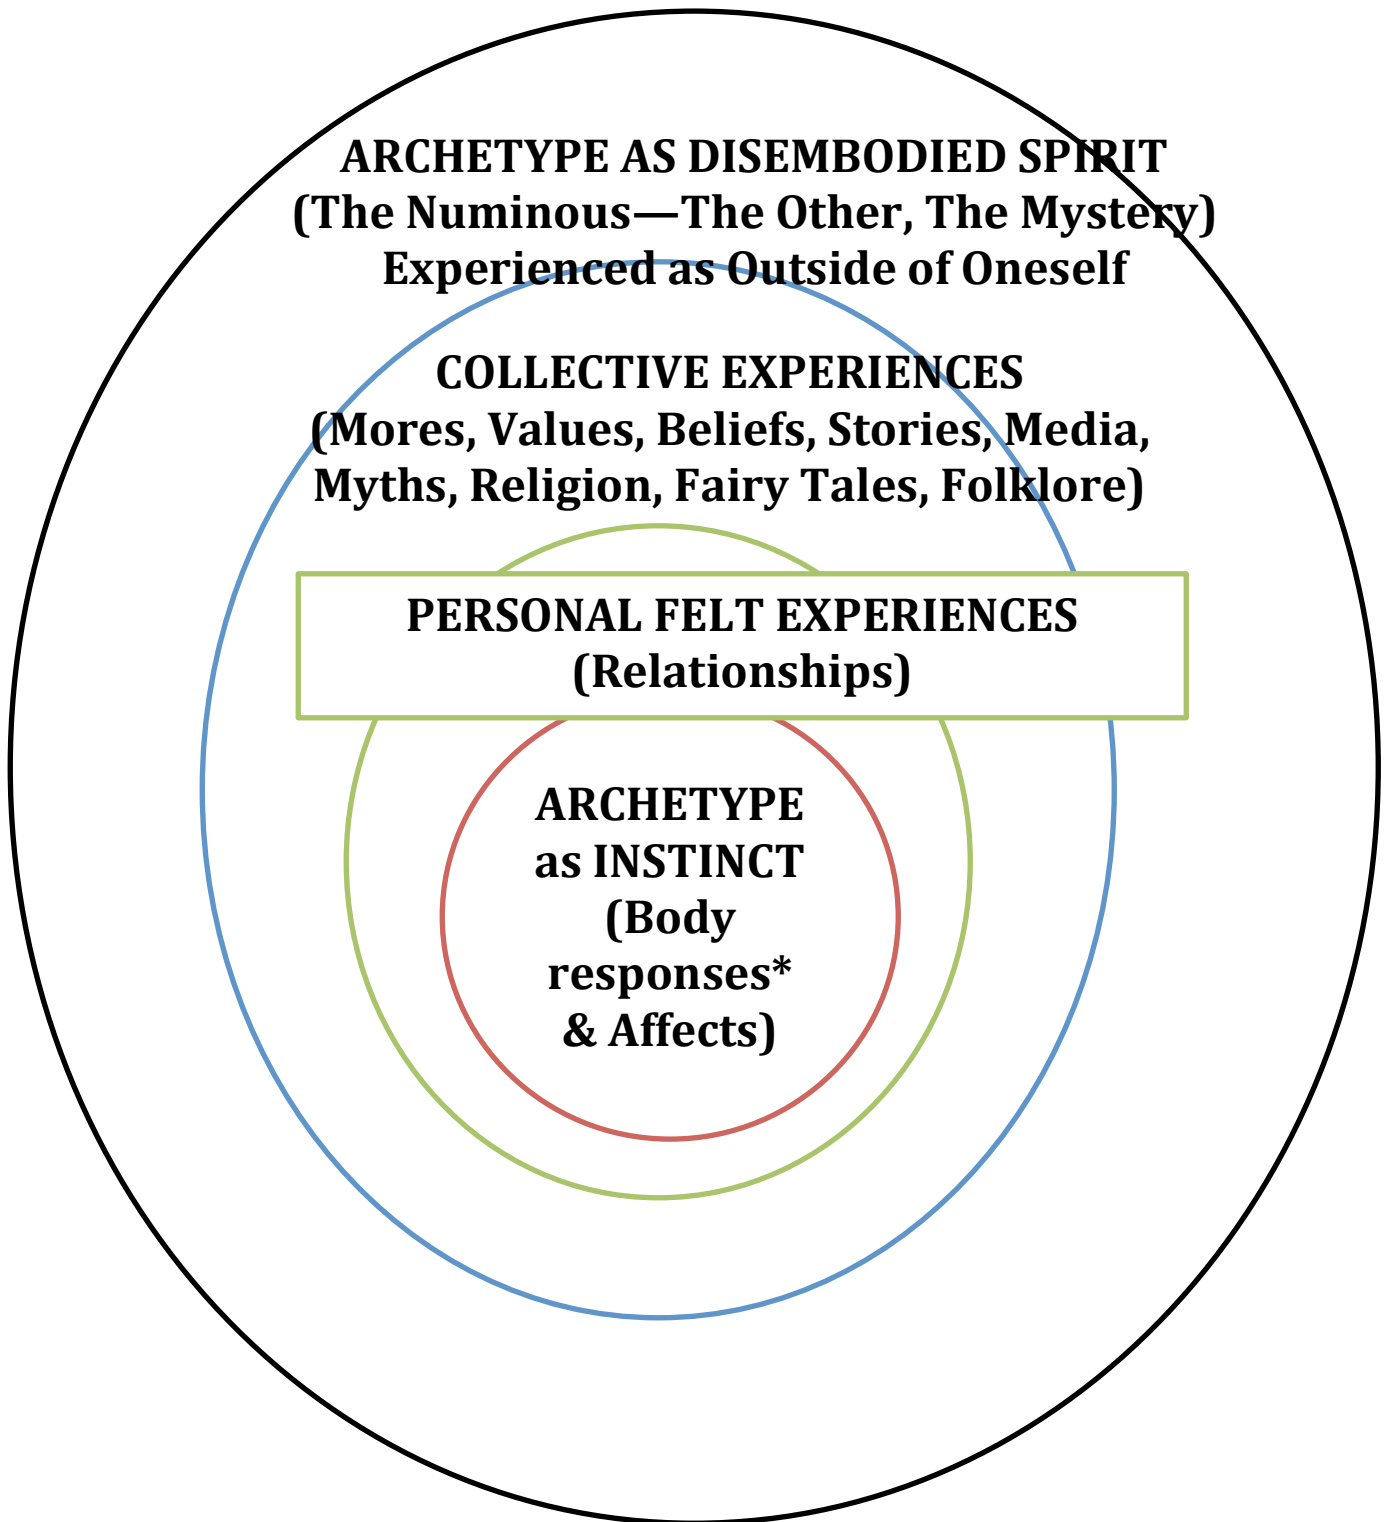 ARCHETYPE AS DISEMBODIED SPIRIT
(The Numinous—The Other, The Mystery)
Experienced as Outside of Oneself
COLLECTIVE EXPERIENCES
(Mores, Values, Beliefs, Stories, Media,
Myths, Religion, Fairy Tales, Folklore)
PERSONAL FELT EXPERIENCES
(Relationships)
ARCHETYPE
as INSTINCT
(Body
responses*
& Affects)